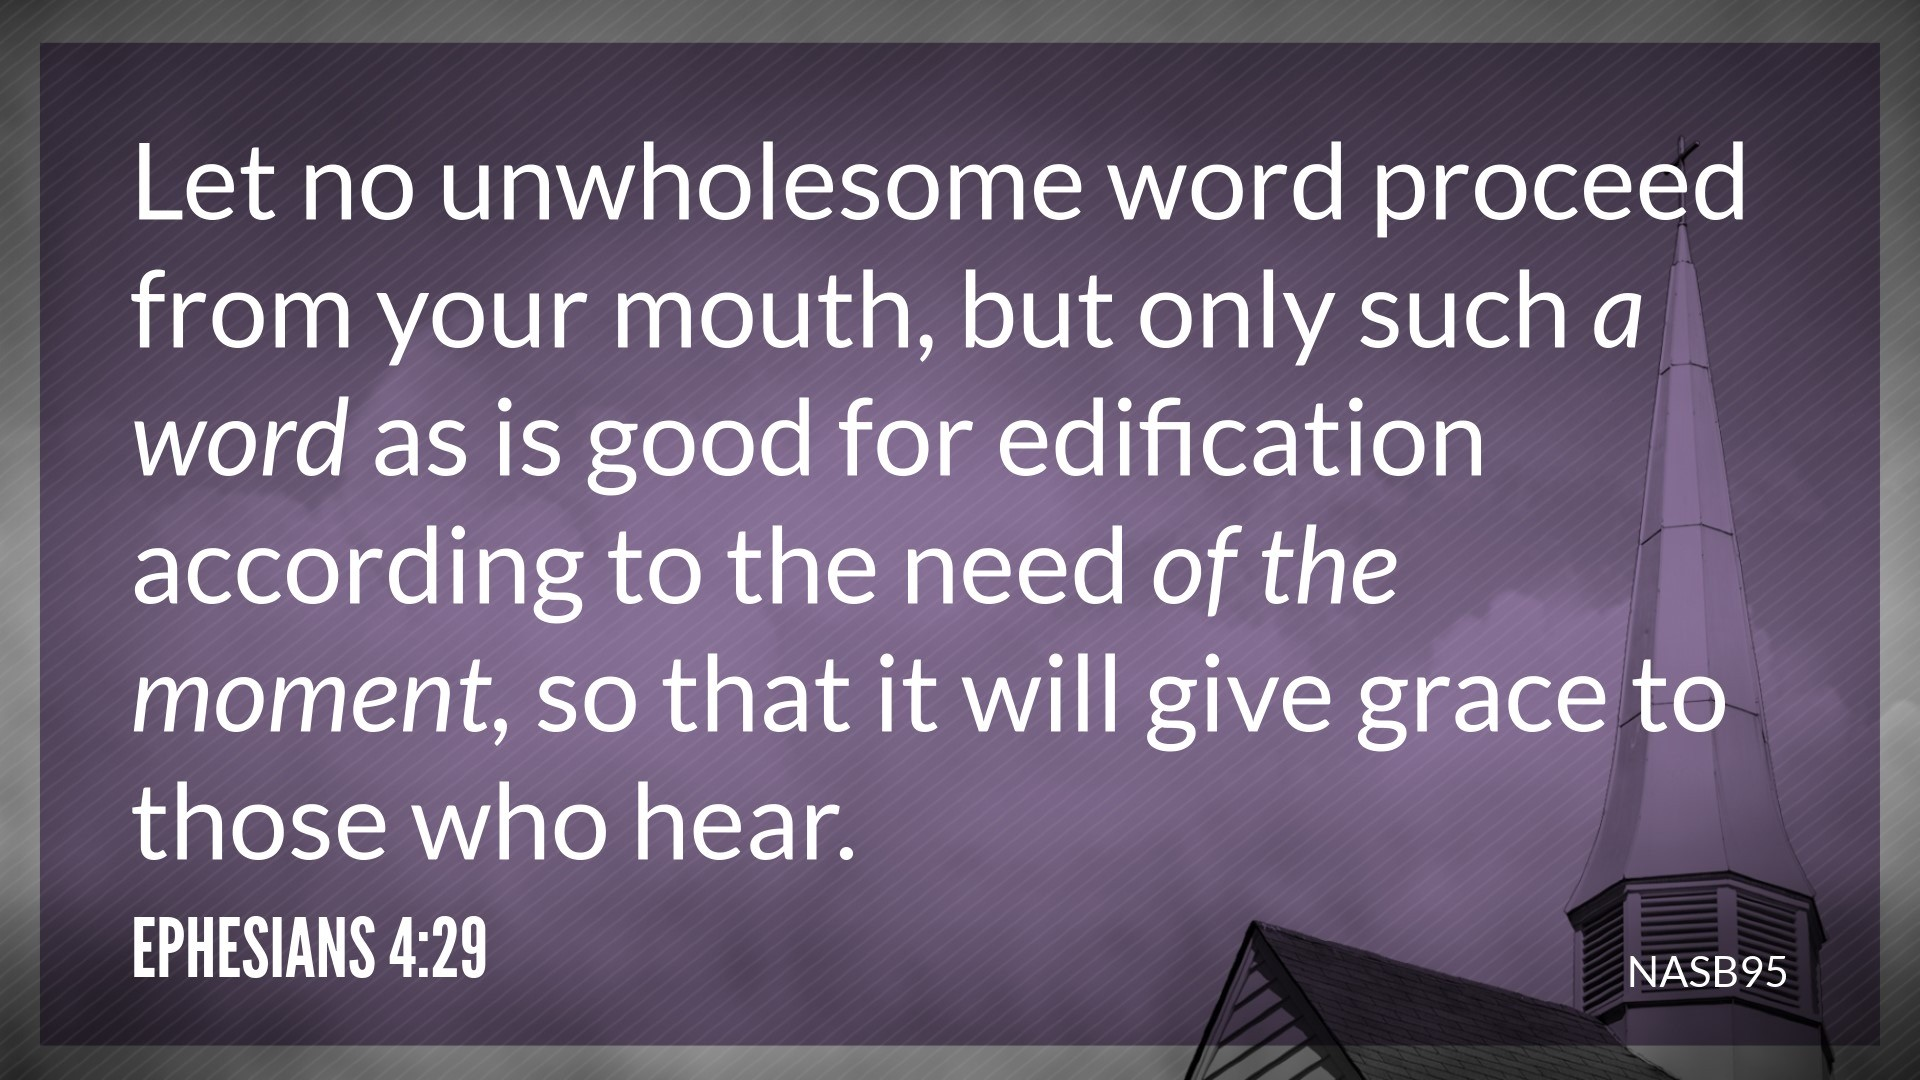 Let no unwholesome word proceed
from your mouth, but only such a
word as is good for edification
according to the need of the
moment, so that it will give grace to
those who hear.
EPHESIANS 4:29
NASB95